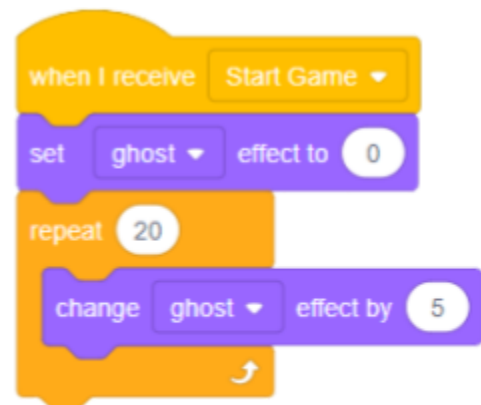 when I receive Start Game
set ghost effect to 0
repeat 20
change ghost effect by 5